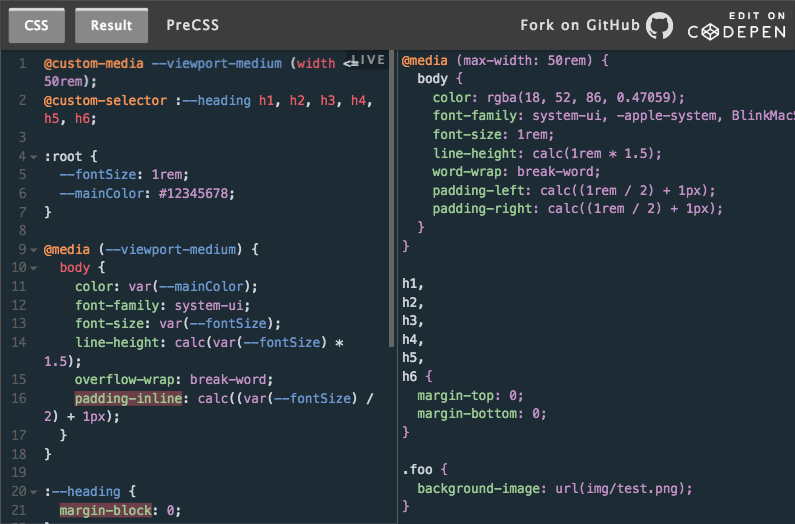 CSS
Result
PreCSS
Fork on GitHub
EDIT ON
CODEPEN
LIVE
1 @custom-media --viewport-medium (width <=
50rem);
2 @custom-selector :--heading h1, h2, h3, h4,
h5, h6;
3
4 :root {
5 --fontSize: 1rem;
6 --mainColor: #12345678;
7 }
8
9 @media (--viewport-medium) {
10 body {
11 color: var(--mainColor);
12 font-family: system-ui;
13 font-size: var(--fontSize);
14 line-height: calc(var(--fontSize) *
1.5);
15 overflow-wrap: break-word;
16 padding-inline: calc((var(--fontSize) /
2) + 1px);
17 }
18 }
19
20 :--heading {
21 margin-block: 0;
@media (max-width: 50rem) {
body {
color: rgba(18, 52, 86, 0.47059);
font-family: system-ui, -apple-system, BlinkMacS
font-size: 1rem;
line-height: calc(1rem * 1.5);
word-wrap: break-word;
padding-left: calc((1rem / 2) + 1px);
padding-right: calc((1rem / 2) + 1px);
}
}
h1,
h2,
h3,
h4,
h5,
h6 {
margin-top: 0;
margin-bottom: 0;
}
.foo {
background-image: url(img/test.png);
}